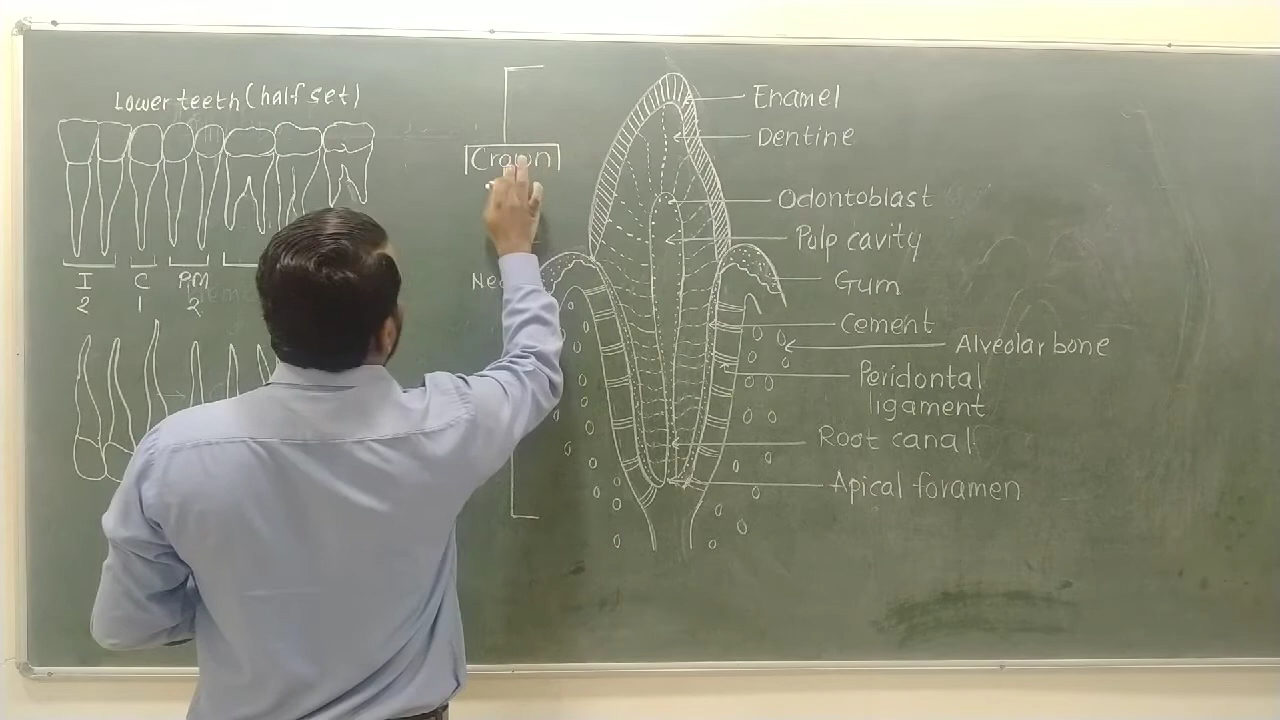 Lower teeth (half set)
I
C
PM
2
1
2
Crown
Enamel
Dentine
Odontoblast
Pulp cavity
Gum
Cement
Alveolar bone
Peridontal
ligament
Root canal
Apical foramen